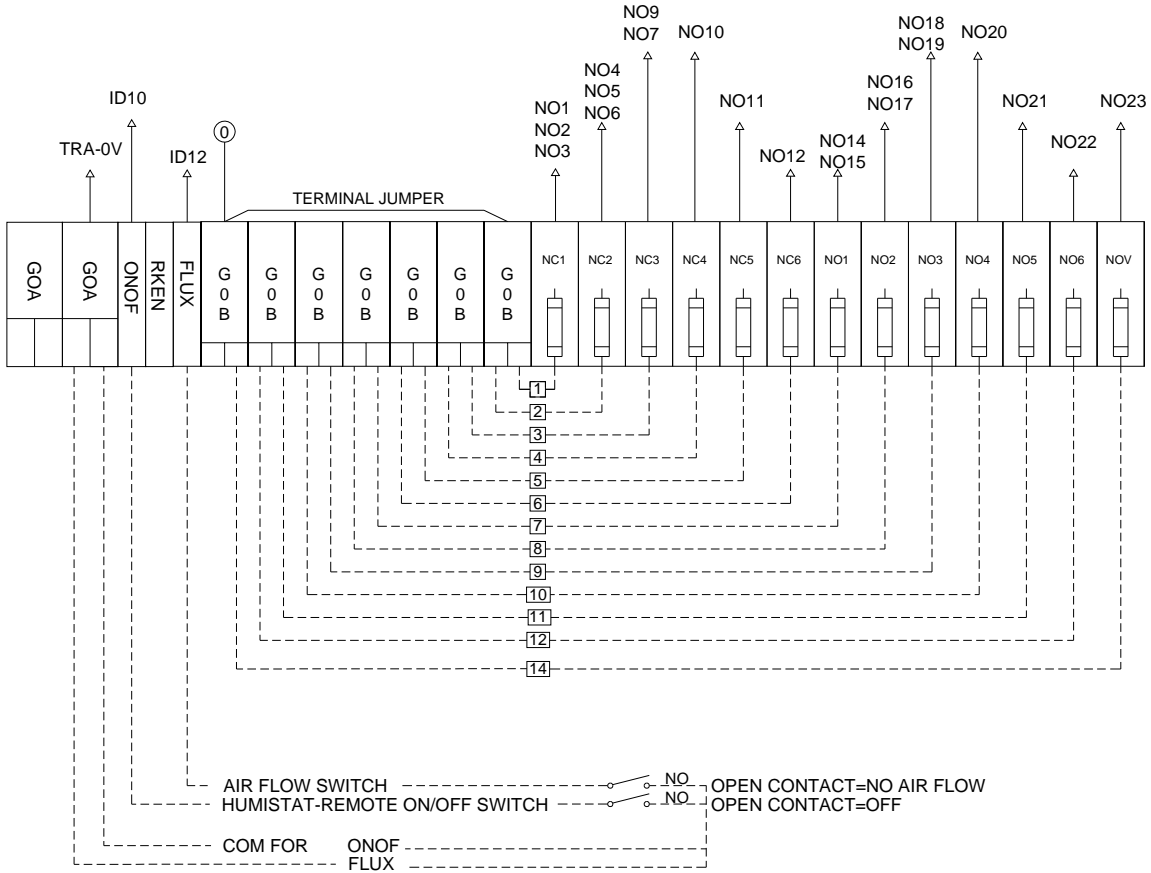 NO9
NO7
NO10
NO18
NO19
NO20
NO4
NO5
NO6
NO16
NO17
ID10
NO1
NO2
NO3
NO11
NO21
NO23
0
TRA-0V
ID12
NO12
NO14
NO15
NO22
TERMINAL JUMPER
GOA
GOA
ONOF
RKEN
FLUX
G0B
G0B
G0B
G0B
G0B
G0B
G0B
NC1
NC2
NC3
NC4
NC5
NC6
NO1
NO2
NO3
NO4
NO5
NO6
NOV
1
2
3
4
5
6
7
8
9
10
11
12
14
AIR FLOW SWITCH NO OPEN CONTACT=NO AIR FLOW
HUMISTAT-REMOTE ON/OFF SWITCH NO OPEN CONTACT=OFF
COM FOR ONOF
FLUX